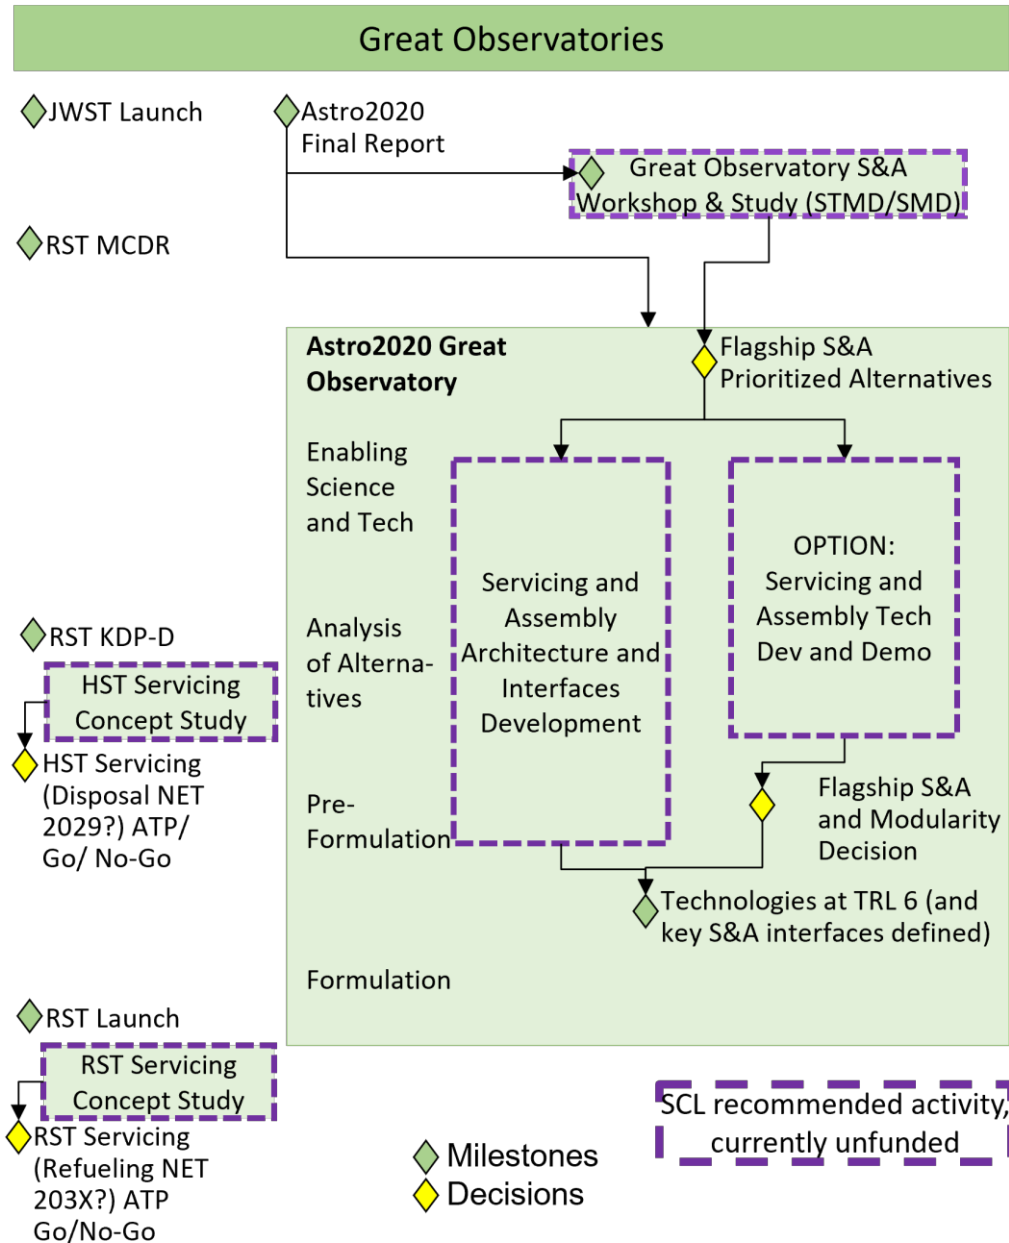 Great Observatories
JWST Launch
Astro2020
Final Report
Great Observatory S&A
Workshop & Study (STMD/SMD)
RST MCDR
Astro2020 Great
Observatory
Flagship S&A
Prioritized Alternatives
Enabling
Science
and Tech
Servicing and
Assembly
Architecture and
Interfaces
Development
OPTION:
Servicing and
Assembly Tech
Dev and Demo
Analysis
of Alterna-
tives
RST KDP-D
HST Servicing
Concept Study
HST Servicing
(Disposal NET
2029?) ATP/
Go/ No-Go
Pre-
Formulation
Flagship S&A
and Modularity
Decision
Technologies at TRL 6 (and
key S&A interfaces defined)
Formulation
RST Launch
RST Servicing
Concept Study
RST Servicing
(Refueling NET
203X?) ATP
Go/No-Go
Milestones
Decisions
SCL recommended activity,
currently unfunded